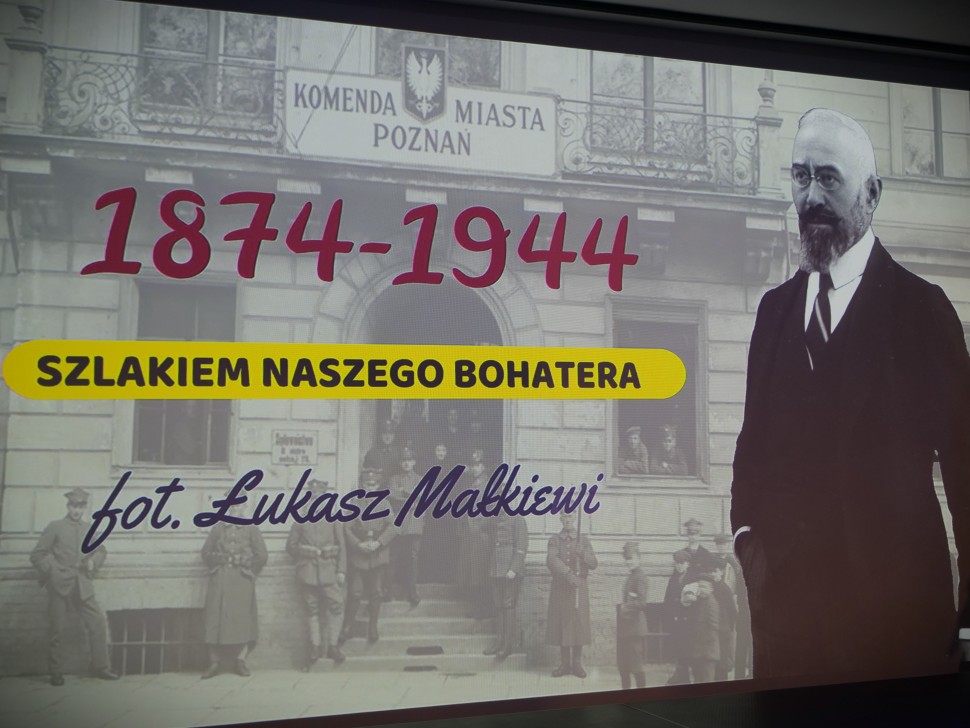 KOMENDA MIASTA
POZNAŃ
1874-1944
SZLAKIEM NASZEGO BOHATERA
fot. Łukasz Małkiewi